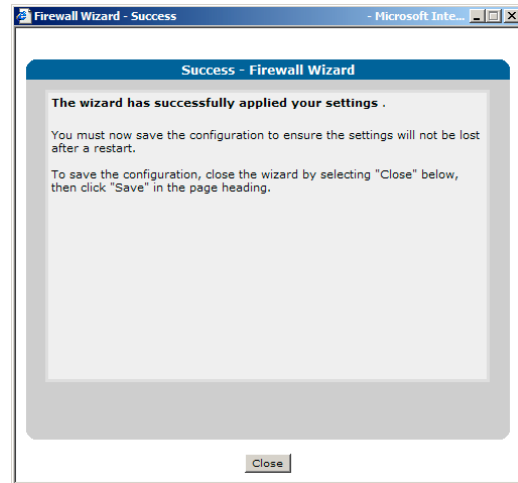 Firewall Wizard - Success - Microsoft Inte...
Success - Firewall Wizard
The wizard has successfully applied your settings .
You must now save the configuration to ensure the settings will not be lost
after a restart.
To save the configuration, close the wizard by selecting "Close" below,
then click "Save" in the page heading.
Close